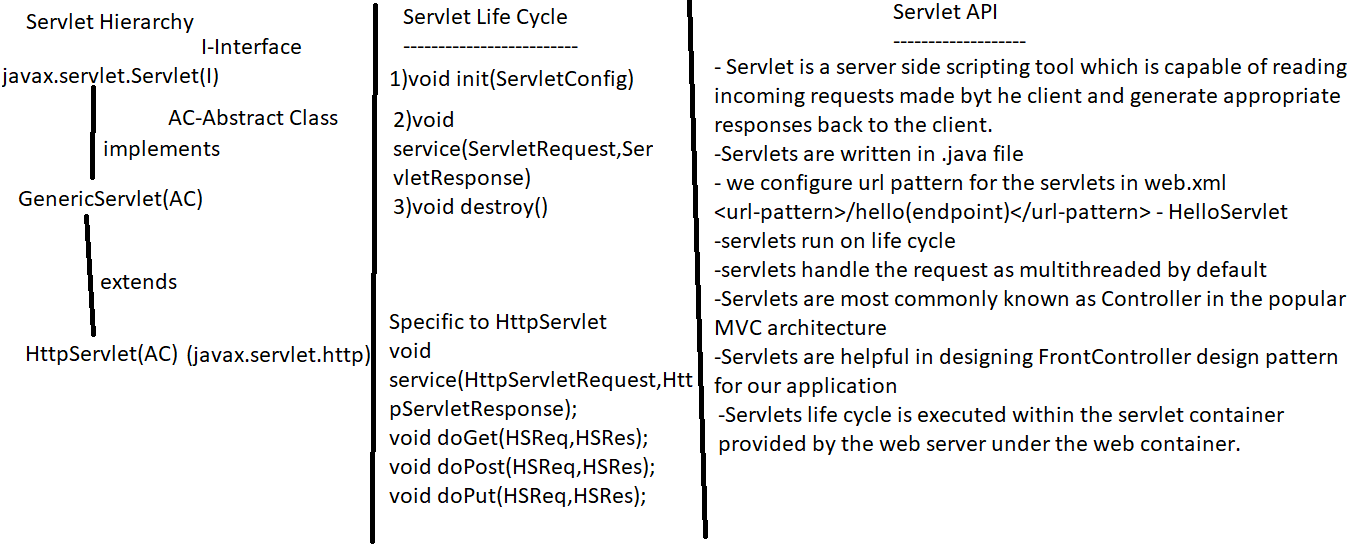 Servlet Hierarchy
I-Interface
javax.servlet.Servlet(I)
AC-Abstract Class
implements
GenericServlet(AC)
extends
HttpServlet(AC) (javax.servlet.http)
Servlet Life Cycle
-------------------------
1)void init(ServletConfig)
2)void
service(ServletRequest,Ser
vletResponse)
3)void destroy()
Specific to HttpServlet
void
service(HttpServletRequest,Htt
pServletResponse);
void doGet(HSReq,HSRes);
void doPost(HSReq,HSRes);
void doPut(HSReq,HSRes);
Servlet API
-------------------
- Servlet is a server side scripting tool which is capable of reading
incoming requests made byt he client and generate appropriate
responses back to the client.
-Servlets are written in .java file
- we configure url pattern for the servlets in web.xml
<url-pattern>/hello(endpoint)</url-pattern> - HelloServlet
-servlets run on life cycle
-servlets handle the request as multithreaded by default
-Servlets are most commonly known as Controller in the popular
MVC architecture
-Servlets are helpful in designing FrontController design pattern
for our application
-Servlets life cycle is executed within the servlet container
provided by the web server under the web container.